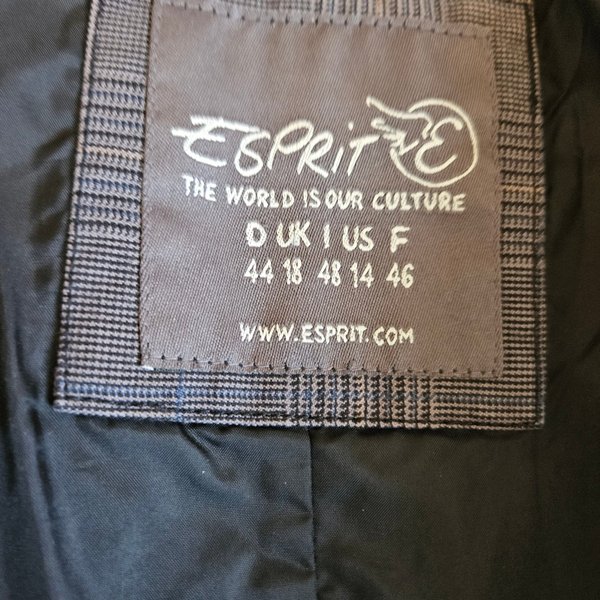 ESPRIT E
THE WORLD IS OUR CULTURE
D UK I US F
44 18 48 14 46
WWW.ESPRIT.COM